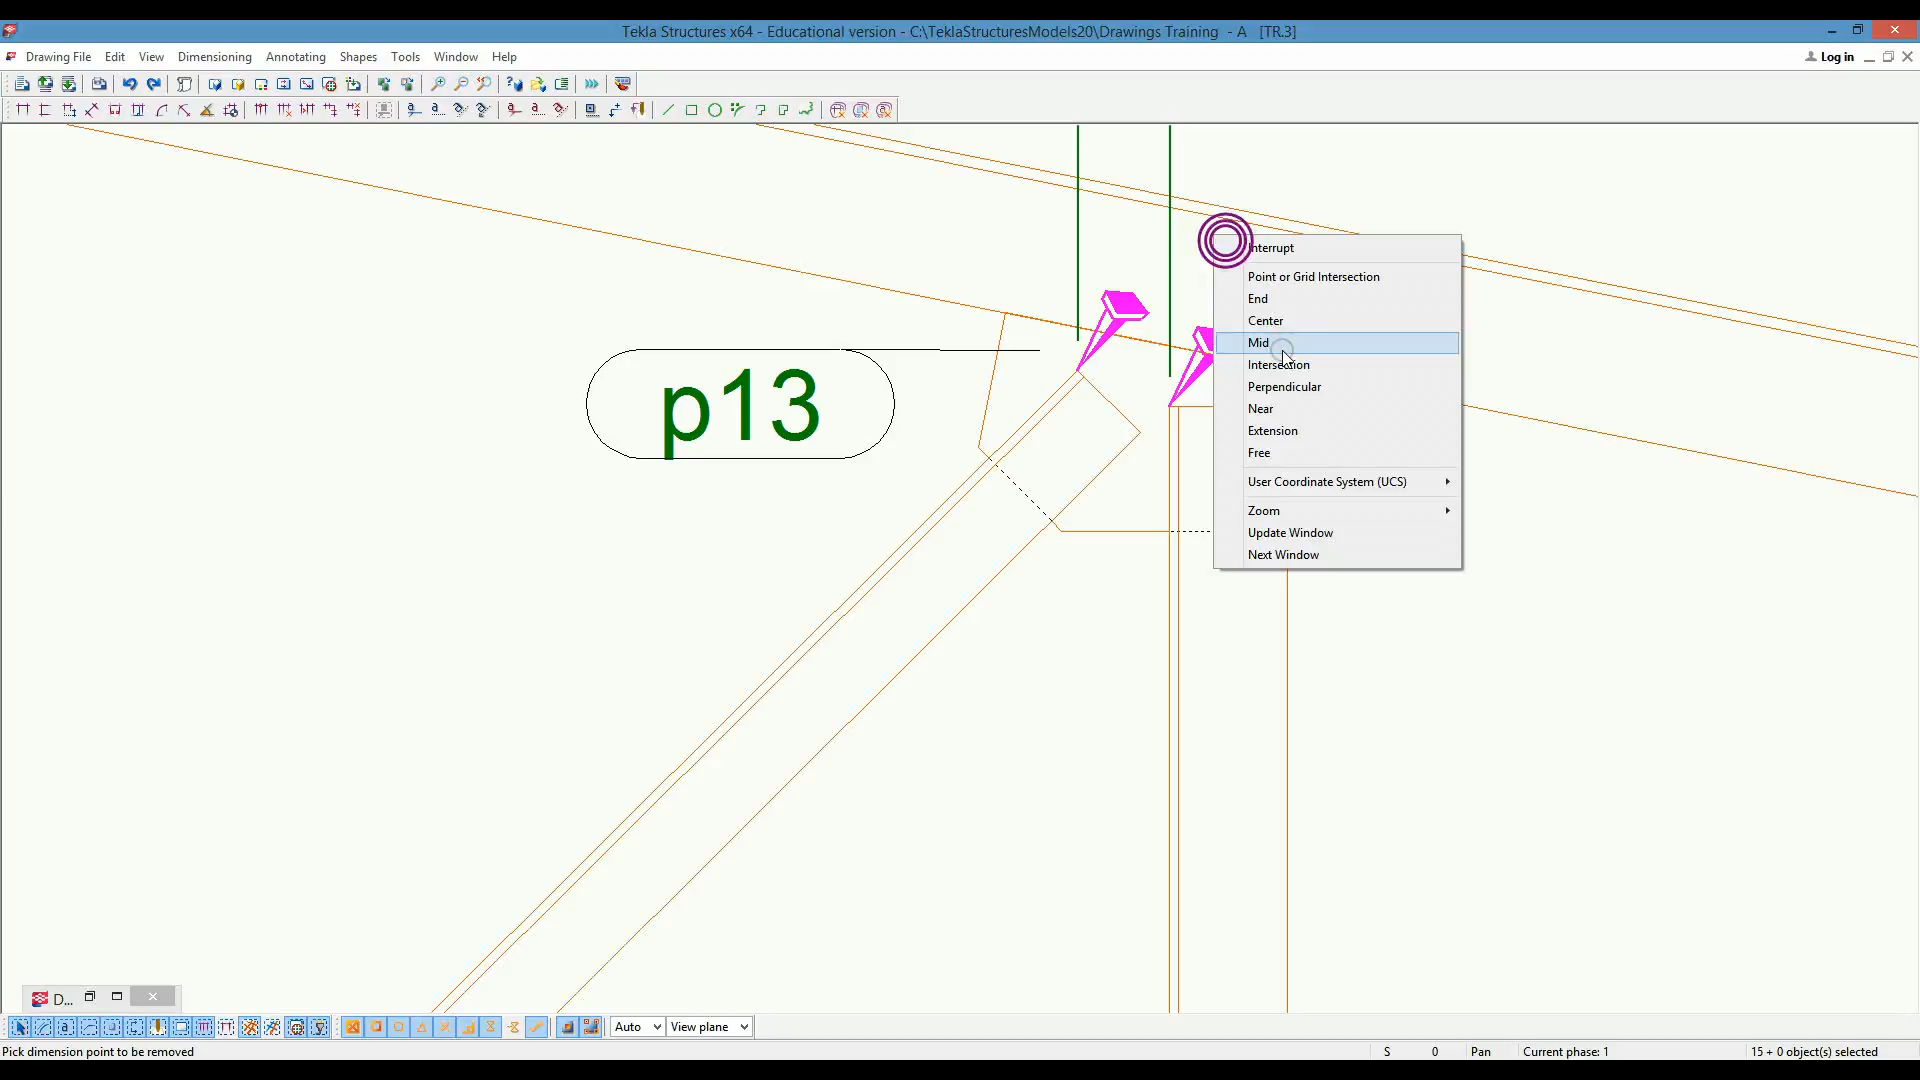 Tekla Structures x64 - Educational version - C:\TeklaStructuresModels20\Drawings Training - A [TR.3]
Drawing File Edit View Dimensioning Annotating Shapes Tools Window Help Log in
p13
Interrupt
Point or Grid Intersection
End
Center
Mid
Intersection
Perpendicular
Near
Extension
Free
User Coordinate System (UCS)
Zoom
Update Window
Next Window
D...
Auto View plane
Pick dimension point to be removed S 0 Pan Current phase: 1 15 + 0 object(s) selected